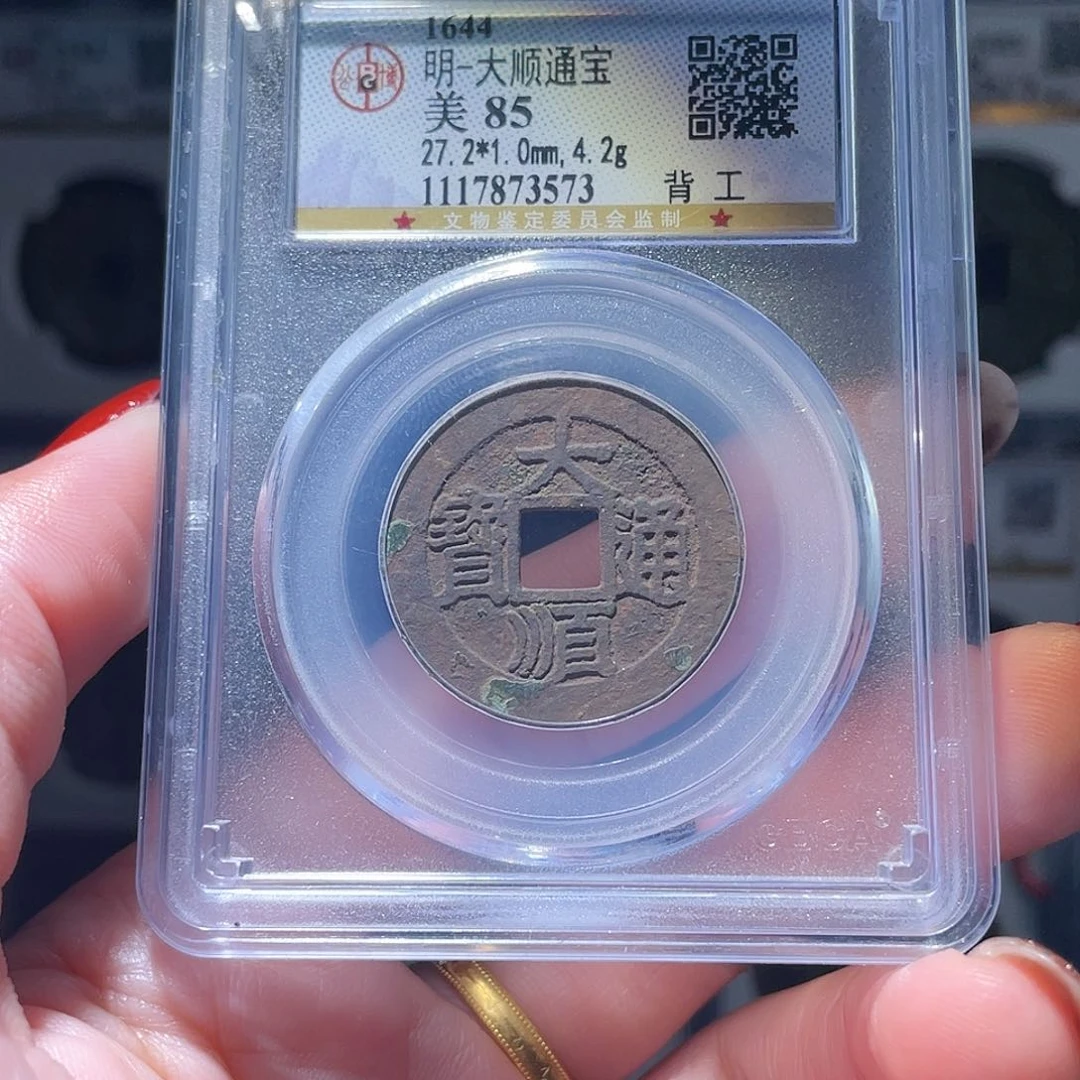 1644
明-大顺通宝
美 85
27.2*1.0mm, 4.2g
1117873573 背 工
★ 文物鉴定委员会监制 ★
大
寶 通
順
GBCA